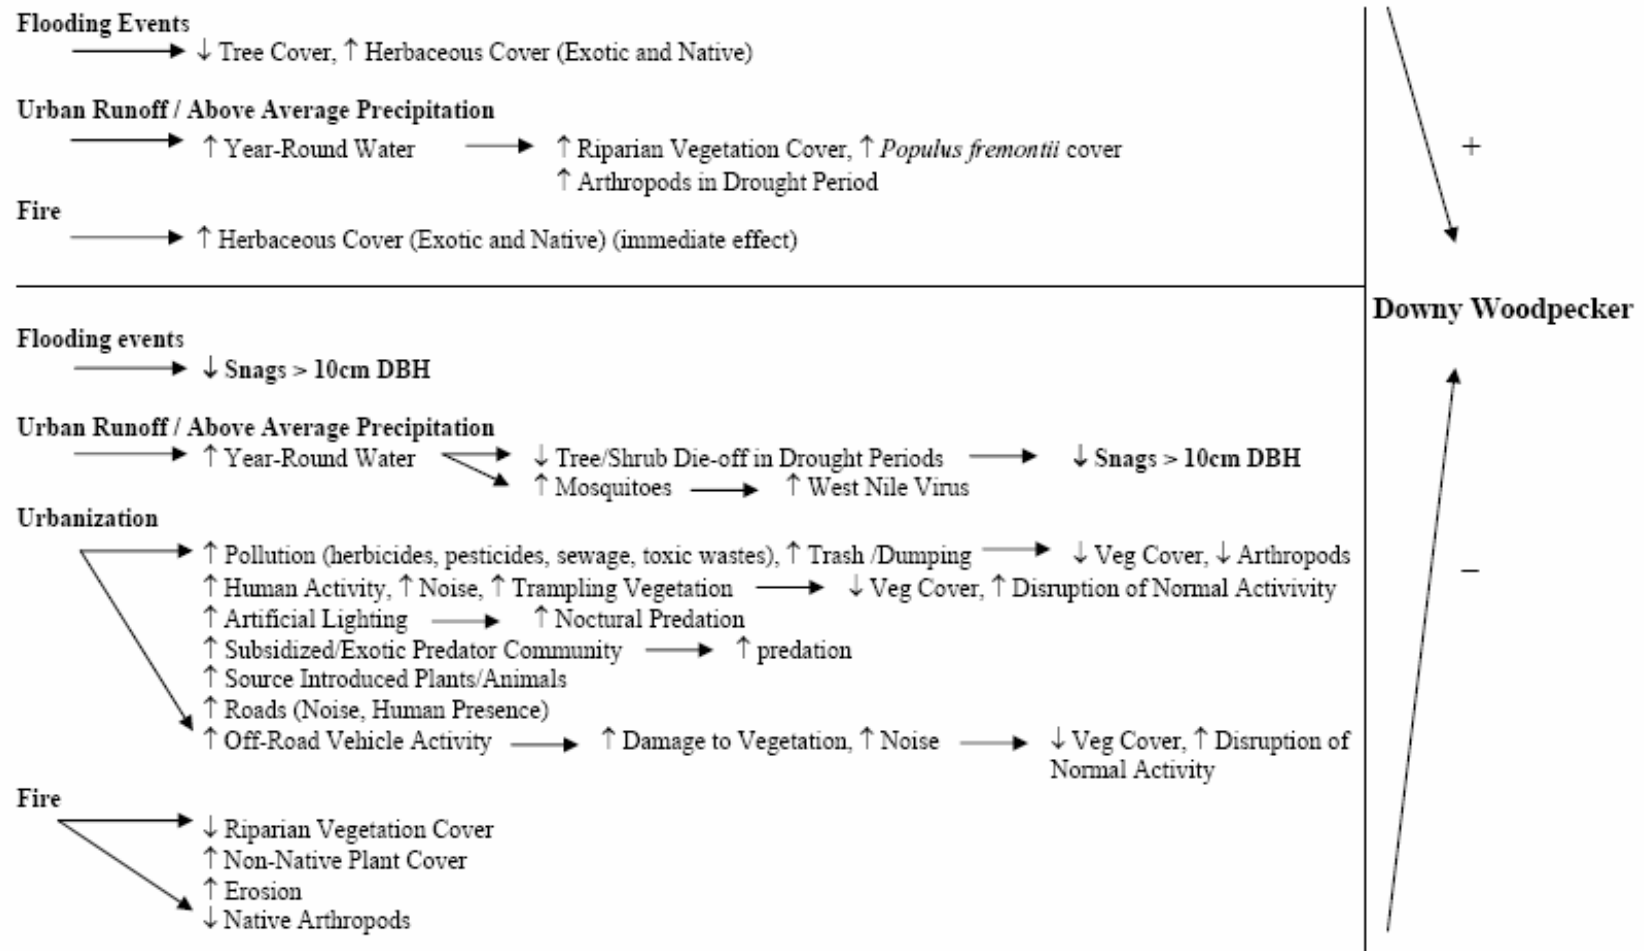 Flooding Events
↓ Tree Cover, ↑ Herbaceous Cover (Exotic and Native)
Urban Runoff / Above Average Precipitation
↑ Year-Round Water ↑ Riparian Vegetation Cover, ↑ Populus fremontii cover
+
↑ Arthropods in Drought Period
Fire
↑ Herbaceous Cover (Exotic and Native) (immediate effect)
Downy Woodpecker
Flooding events
↓ Snags > 10cm DBH
Urban Runoff / Above Average Precipitation
↑ Year-Round Water ↓ Tree/Shrub Die-off in Drought Periods ↓ Snags > 10cm DBH
↑ Mosquitoes ↑ West Nile Virus
Urbanization
↑ Pollution (herbicides, pesticides, sewage, toxic wastes), ↑ Trash /Dumping ↓ Veg Cover, ↓ Arthropods
–
↑ Human Activity, ↑ Noise, ↑ Trampling Vegetation ↓ Veg Cover, ↑ Disruption of Normal Activivity
↑ Artificial Lighting ↑ Noctural Predation
↑ Subsidized/Exotic Predator Community ↑ predation
↑ Source Introduced Plants/Animals
↑ Roads (Noise, Human Presence)
↑ Off-Road Vehicle Activity ↑ Damage to Vegetation, ↑ Noise ↓ Veg Cover, ↑ Disruption of
Normal Activity
Fire
↓ Riparian Vegetation Cover
↑ Non-Native Plant Cover
↑ Erosion
↓ Native Arthropods